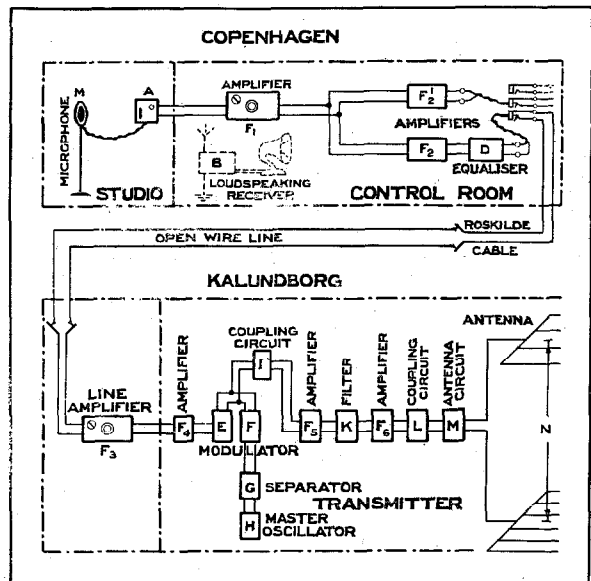 COPENHAGEN
M
A
MICROPHONE
STUDIO
AMPLIFIER
F1
B
LOUDSPEAKING
RECEIVER
F2¹
AMPLIFIERS
F2
D
EQUALISER
CONTROL ROOM
ROSKILDE
OPEN WIRE LINE
CABLE
KALUNDBORG
LINE
AMPLIFIER
F3
AMPLIFIER
F4
COUPLING
CIRCUIT
I
E
F
MODULATOR
G
SEPARATOR
H
MASTER
OSCILLATOR
TRANSMITTER
AMPLIFIER
F5
FILTER
K
AMPLIFIER
F6
COUPLING
CIRCUIT
L
ANTENNA
CIRCUIT
M
ANTENNA
N